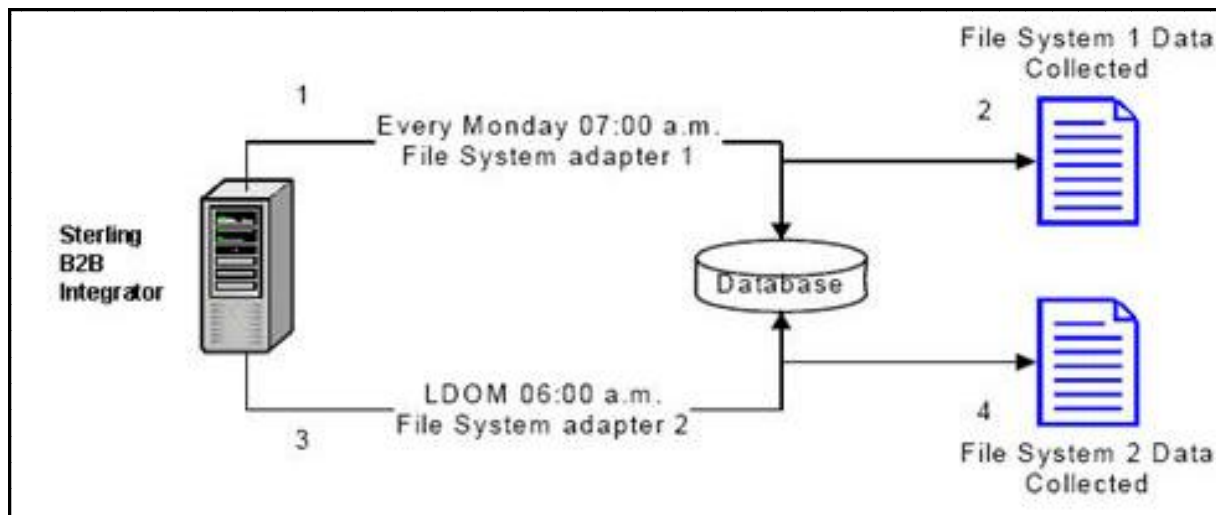 File System 1 Data
Collected
1
2
Every Monday 07:00 a.m.
File System adapter 1
Sterling
B2B
Integrator
Database
LDOM 06:00 a.m.
File System adapter 2
3
4
File System 2 Data
Collected